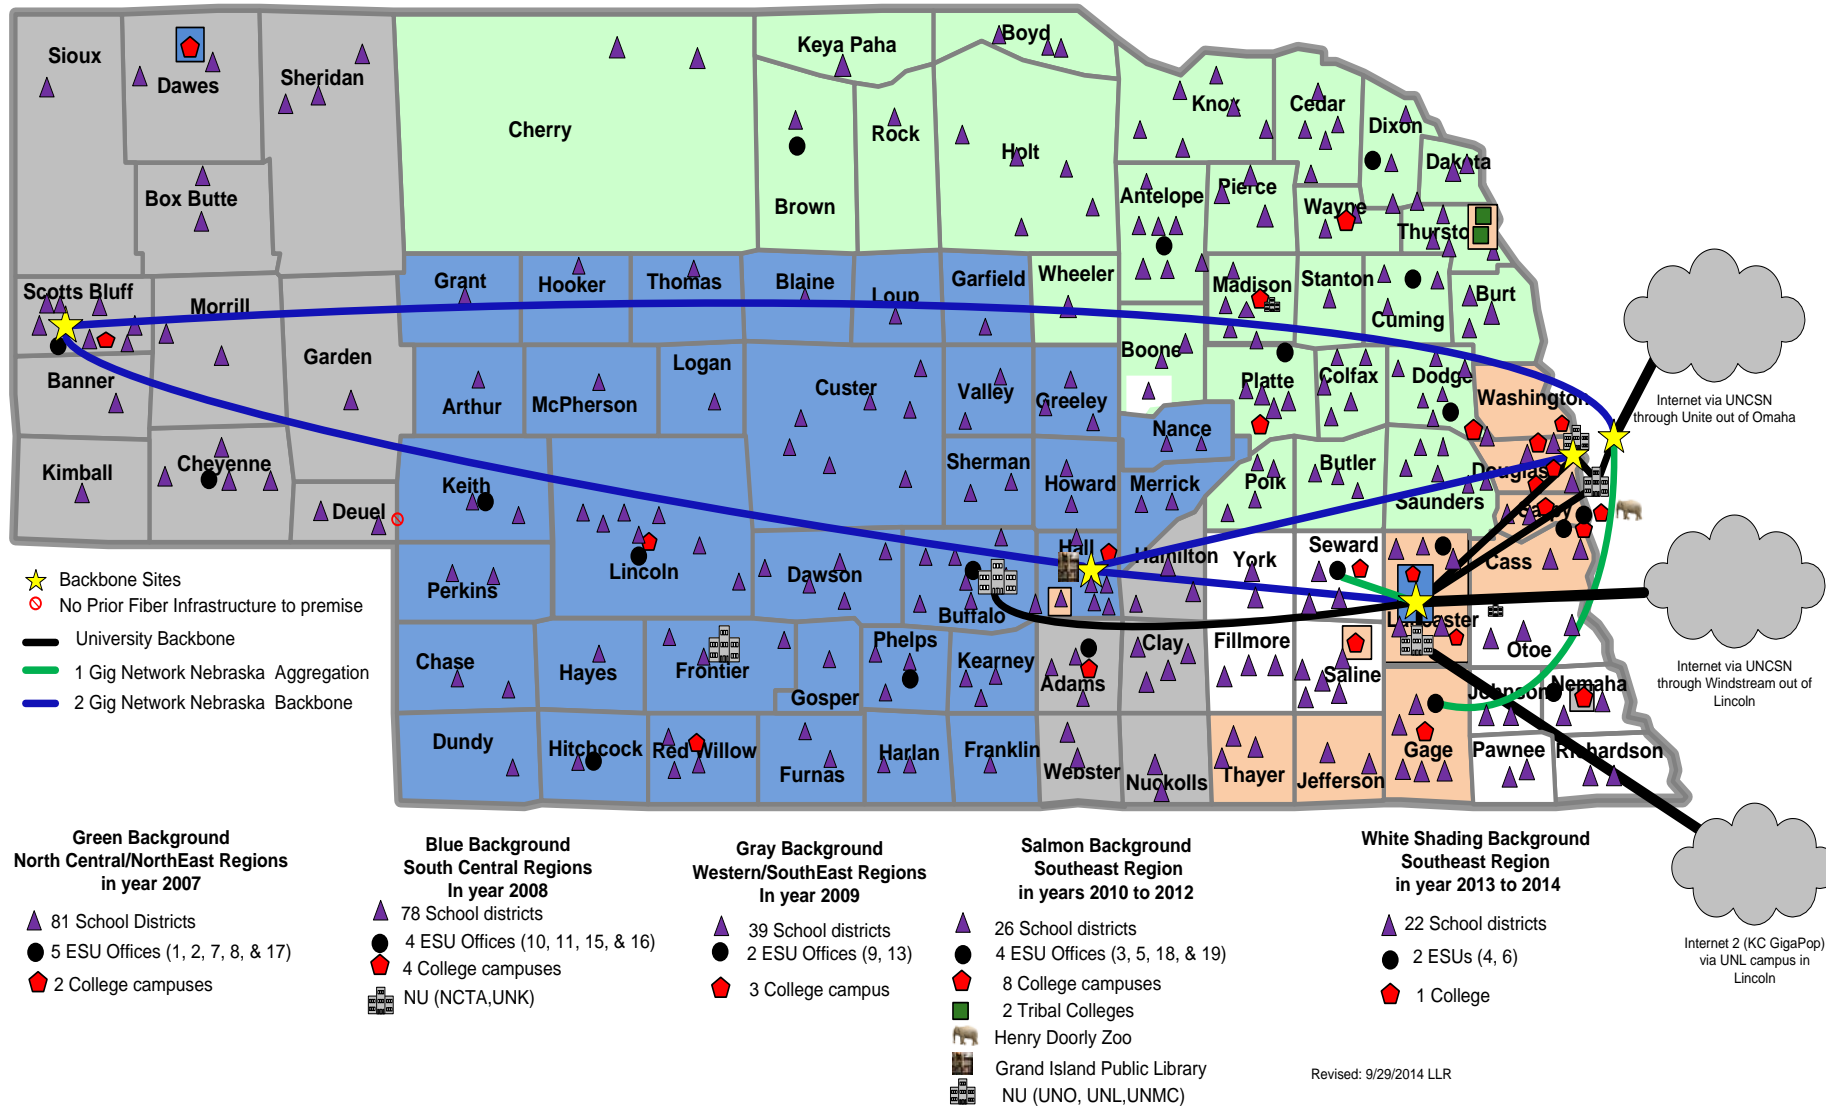 Sioux
Dawes
Sheridan
Box Butte
Cherry
Keya Paha
Boyd
Brown
Rock
Holt
Knox
Cedar
Dixon
Dakota
Antelope
Pierce
Wayne
Thursto
Scotts Bluff
Morrill
Garden
Banner
Kimball
Cheyenne
Deuel
Grant
Hooker
Thomas
Blaine
Loup
Garfield
Wheeler
Madison
Stanton
Cuming
Burt
Boone
Platte
Colfax
Dodge
Washington
Arthur
McPherson
Logan
Custer
Valley
Greeley
Nance
Keith
Sherman
Howard
Merrick
Polk
Butler
Saunders
Douglas
Sarpy
Perkins
Lincoln
Dawson
Buffalo
Hall
Hamilton
York
Seward
Lancaster
Cass
Otoe
Chase
Hayes
Frontier
Gosper
Phelps
Kearney
Adams
Clay
Fillmore
Saline
Johnson
Nemaha
Dundy
Hitchcock
Red Willow
Furnas
Harlan
Franklin
Webster
Nuckolls
Thayer
Jefferson
Gage
Pawnee
Richardson
Internet via UNCSN
through Unite out of Omaha
Internet via UNCSN
through Windstream out of
Lincoln
Internet 2 (KC GigaPop)
via UNL campus in
Lincoln
Backbone Sites
No Prior Fiber Infrastructure to premise
University Backbone
1 Gig Network Nebraska Aggregation
2 Gig Network Nebraska Backbone
Green Background
North Central/NorthEast Regions
in year 2007
81 School Districts
5 ESU Offices (1, 2, 7, 8, & 17)
2 College campuses
Blue Background
South Central Regions
In year 2008
78 School districts
4 ESU Offices (10, 11, 15, & 16)
4 College campuses
NU (NCTA,UNK)
Gray Background
Western/SouthEast Regions
In year 2009
39 School districts
2 ESU Offices (9, 13)
3 College campus
Salmon Background
Southeast Region
in years 2010 to 2012
26 School districts
4 ESU Offices (3, 5, 18, & 19)
8 College campuses
2 Tribal Colleges
Henry Doorly Zoo
Grand Island Public Library
NU (UNO, UNL,UNMC)
White Shading Background
Southeast Region
in year 2013 to 2014
22 School districts
2 ESUs (4, 6)
1 College
Revised: 9/29/2014 LLR